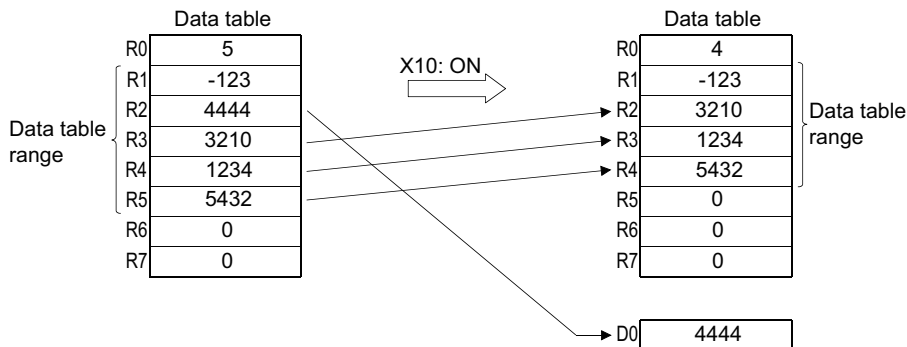 Data table Data table
R0 5 R0 4
R1 -123 X10: ON R1 -123
R2 4444 R2 3210
Data table R3 3210 R3 1234 Data table
range R4 1234 R4 5432 range
R5 5432 R5 0
R6 0 R6 0
R7 0 R7 0
D0 4444